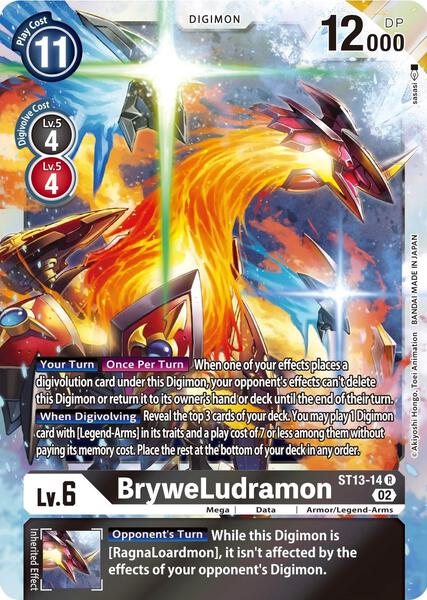 Play Cost
11
DIGIMON
12000 DP
sasasi
Digivolve Cost
Lv.5
4
Lv.5
4
©Akiyoshi Hongo, Toei Animation BANDAI MADE IN JAPAN
Your Turn Once Per Turn When one of your effects places a
digivolution card under this Digimon, your opponent's effects can't delete
this Digimon or return it to its owner's hand or deck until the end of their turn.
When Digivolving Reveal the top 3 cards of your deck. You may play 1 Digimon
card with [Legend-Arms] in its traits and a play cost of 7 or less among them without
paying its memory cost. Place the rest at the bottom of your deck in any order.
Lv.6 BryweLudramon ST13-14 R
02
Mega Data Armor/Legend-Arms
Inherited Effect
Opponent's Turn While this Digimon is
[RagnaLoardmon], it isn't affected by the
effects of your opponent's Digimon.